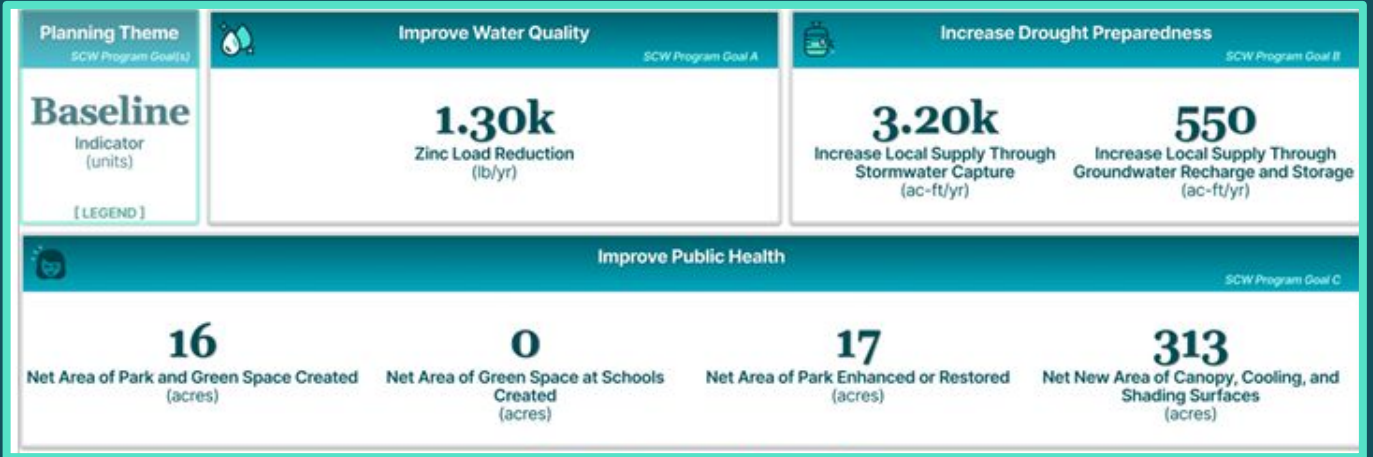 Planning Theme
SCW Program Goal(s)
Baseline
Indicator
(units)
[LEGEND]
Improve Water Quality
SCW Program Goal A
1.30k
Zinc Load Reduction
(lb/yr)
Increase Drought Preparedness
SCW Program Goal B
3.20k
Increase Local Supply Through
Stormwater Capture
(ac-ft/yr)
550
Increase Local Supply Through
Groundwater Recharge and Storage
(ac-ft/yr)
Improve Public Health
SCW Program Goal C
16
Net Area of Park and Green Space Created
(acres)
0
Net Area of Green Space at Schools
Created
(acres)
17
Net Area of Park Enhanced or Restored
(acres)
313
Net New Area of Canopy, Cooling, and
Shading Surfaces
(acres)